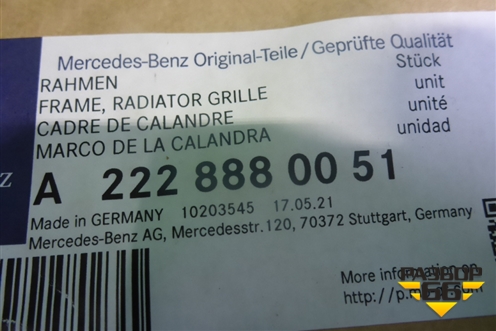 Mercedes-Benz Original-Teile/Geprüfte Qualität
RAHMEN Stück
FRAME, RADIATOR GRILLE unit
CADRE DE CALANDRE unité
MARCO DE LA CALANDRA unidad
Z
A 222 888 00 51
Made in GERMANY 10203545 17.05.21
Mercedes-Benz AG, Mercedesstr.120, 70372 Stuttgart, Germany
More information
http://p.m
РАЗБОР
66